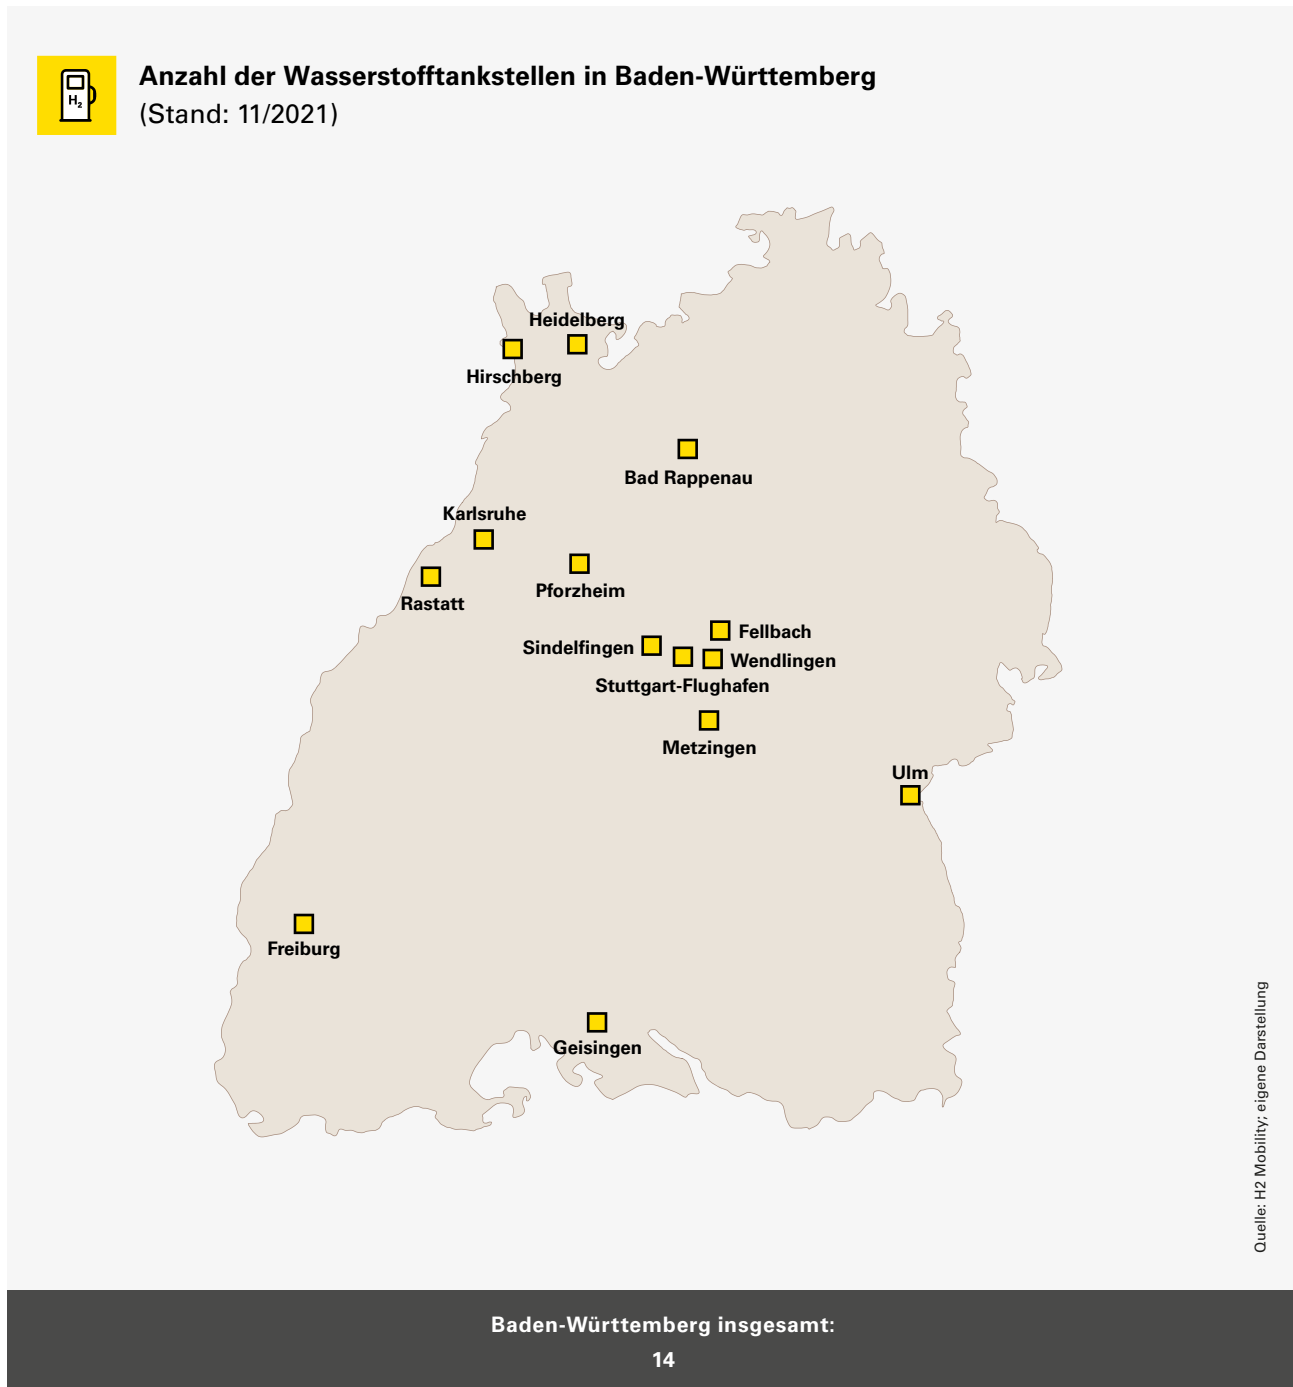 Anzahl der Wasserstofftankstellen in Baden-Württemberg
(Stand: 11/2021)
H₂
Heidelberg
Hirschberg
Bad Rappenau
Karlsruhe
Pforzheim
Rastatt
Fellbach
Sindelfingen
Wendlingen
Stuttgart-Flughafen
Metzingen
Ulm
Freiburg
Geisingen
Quelle: H2 Mobility; eigene Darstellung
Baden-Württemberg insgesamt:
14